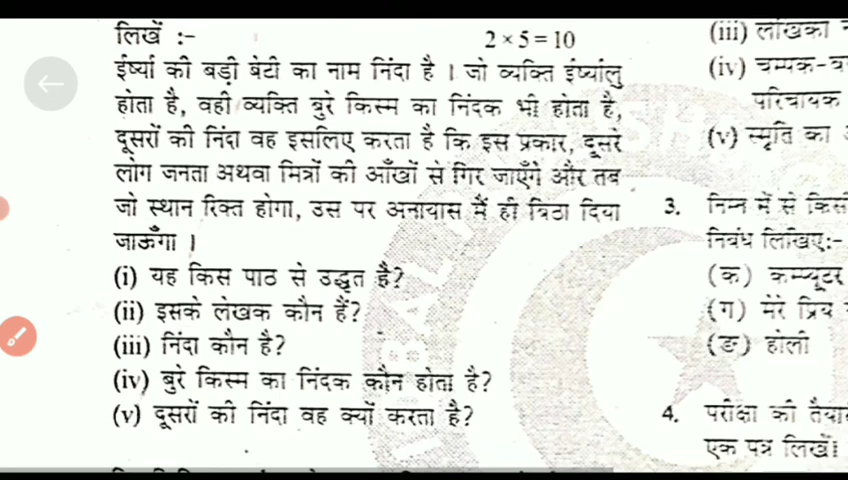 लिखें :- 2 × 5 = 10
ईर्ष्या की बड़ी बेटी का नाम निंदा है । जो व्यक्ति ईर्ष्यालु
होता है, वही व्यक्ति बुरे किस्म का निंदक भी होता है,
दूसरों की निंदा वह इसलिए करता है कि इस प्रकार, दूसरे
लोग जनता अथवा मित्रों की आँखों से गिर जाएँगे और तब
जो स्थान रिक्त होगा, उस पर अनायास मैं ही बिठा दिया
जाऊँगा ।
(i) यह किस पाठ से उद्धृत है?
(ii) इसके लेखक कौन हैं?
(iii) निंदा कौन है?
(iv) बुरे किस्म का निंदक कौन होता है?
(v) दूसरों की निंदा वह क्यों करता है?
(iii)
(iv) चम्पक-व
परिचायक
(v) स्मृति का
3. निम्न में से किसी
निबंध लिखिए:-
(क) कम्प्यूटर
(ग) मेरे प्रिय
(ङ) होली
4. परीक्षा की तैया
एक पत्र लिखें।